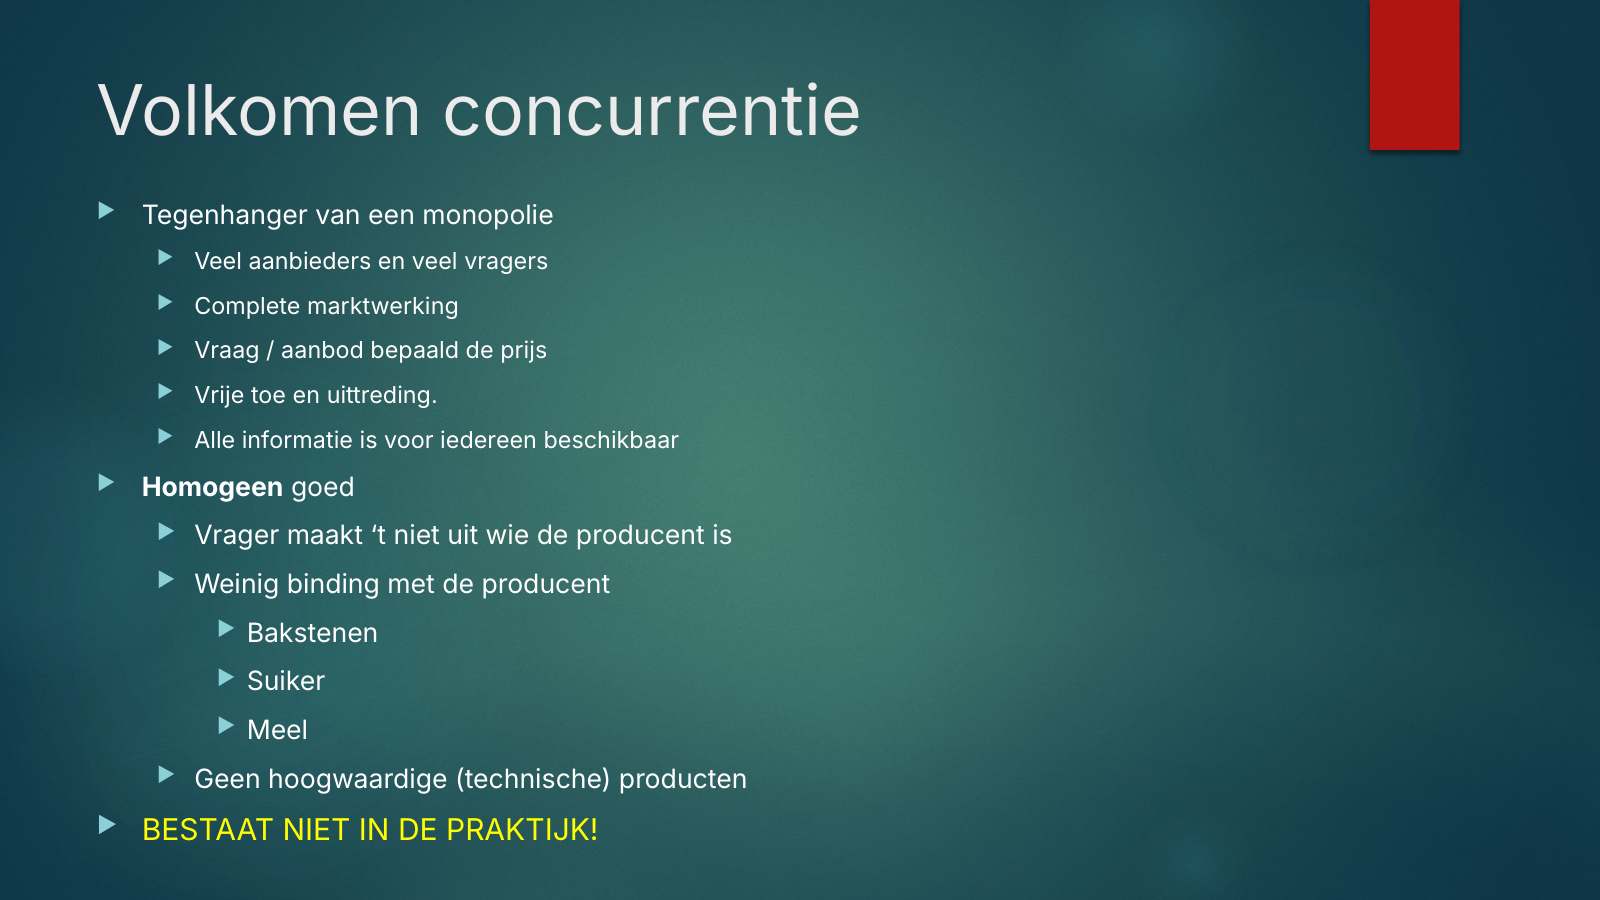 Volkomen concurrentie
Tegenhanger van een monopolie
Veel aanbieders en veel vragers
Complete marktwerking
Vraag / aanbod bepaald de prijs
Vrije toe en uittreding.
Alle informatie is voor iedereen beschikbaar
Homogeen goed
Vrager maakt ‘t niet uit wie de producent is
Weinig binding met de producent
Bakstenen
Suiker
Meel
Geen hoogwaardige (technische) producten
BESTAAT NIET IN DE PRAKTIJK!